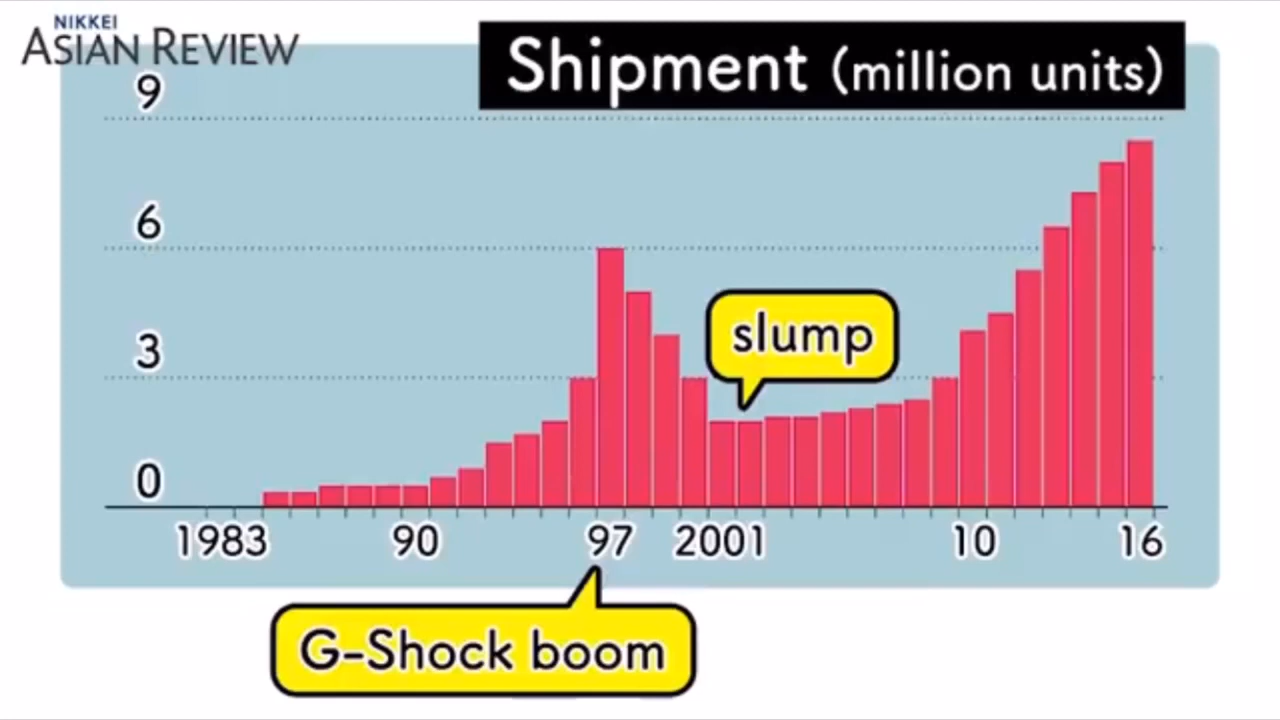 NIKKEI
ASIAN REVIEW
Shipment (million units)
9
6
slump
3
0
1983 90 97 2001 10 16
G-Shock boom